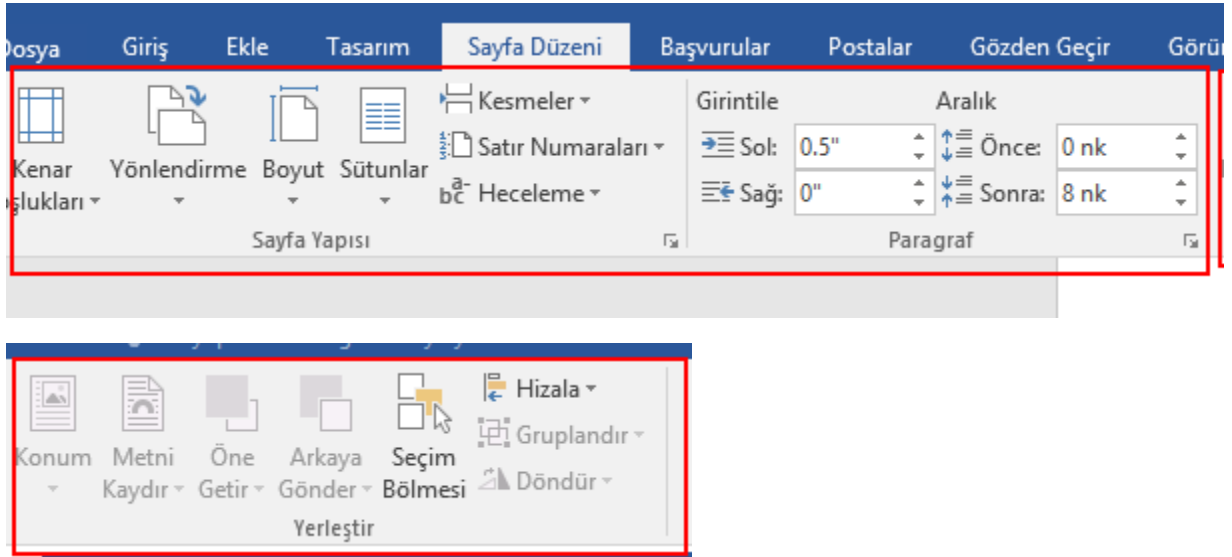 Dosya Giriş Ekle Tasarım Sayfa Düzeni Başvurular Postalar Gözden Geçir
Kesmeler Girintile Aralık
Satır Numaraları Sol: 0.5" Önce: 0 nk
Kenar Yönlendirme Boyut Sütunlar
Heceleme Sağ: 0" Sonra: 8 nk
Sayfa Yapısı Paragraf
Hizala
Gruplandır
Konum Metni Öne Arkaya Seçim
Kaydır Getir Gönder Bölmesi Döndür
Yerleştir